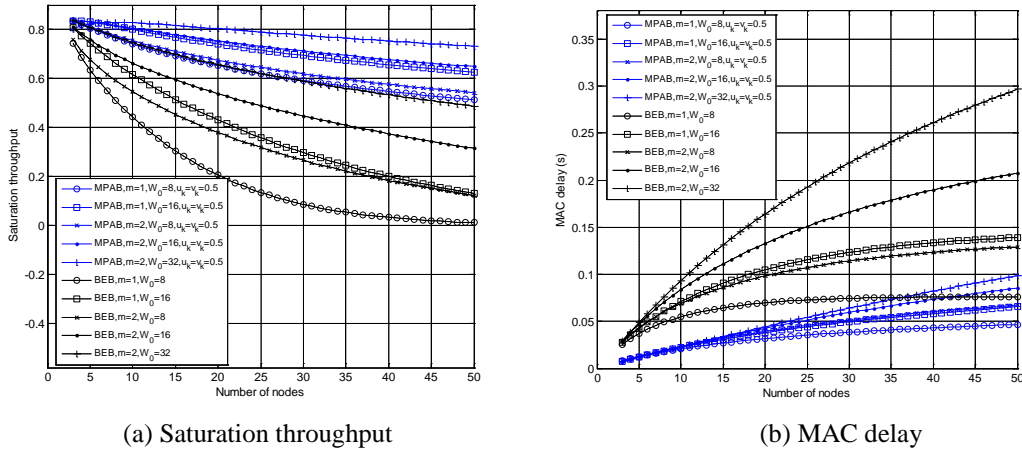 0.8
0.6
0.4
0.2
0
-0.2
-0.4
Saturation throughput
MPAB,m=1,W0=8,uk=vk=0.5
MPAB,m=1,W0=16,uk=vk=0.5
MPAB,m=2,W0=8,uk=vk=0.5
MPAB,m=2,W0=16,uk=vk=0.5
MPAB,m=2,W0=32,uk=vk=0.5
BEB,m=1,W0=8
BEB,m=1,W0=16
BEB,m=2,W0=8
BEB,m=2,W0=16
BEB,m=2,W0=32
0 5 10 15 20 25 30 35 40 45 50
Number of nodes
(a) Saturation throughput
0.35
0.3
0.25
0.2
0.15
0.1
0.05
0
MAC delay (s)
MPAB,m=1,W0=8,uk=vk=0.5
MPAB,m=1,W0=16,uk=vk=0.5
MPAB,m=2,W0=8,uk=vk=0.5
MPAB,m=2,W0=16,uk=vk=0.5
MPAB,m=2,W0=32,uk=vk=0.5
BEB,m=1,W0=8
BEB,m=1,W0=16
BEB,m=2,W0=8
BEB,m=2,W0=16
BEB,m=2,W0=32
0 5 10 15 20 25 30 35 40 45 50
Number of nodes
(b) MAC delay